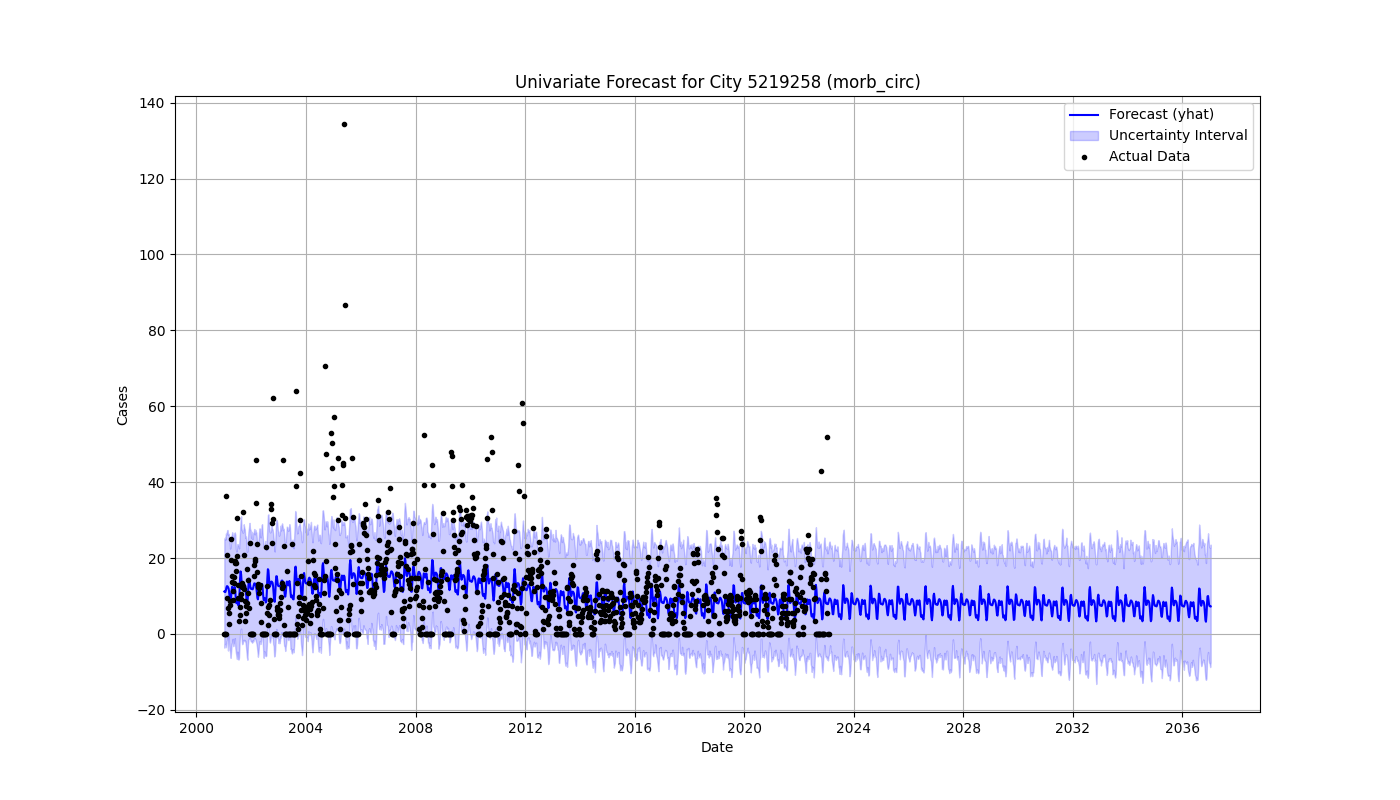 Univariate Forecast for City 5219258 (morb_circ)
Forecast (yhat)
Uncertainty Interval
Actual Data
Cases
140
120
100
80
60
40
20
0
−20
2000 2004 2008 2012 2016 2020 2024 2028 2032 2036
Date